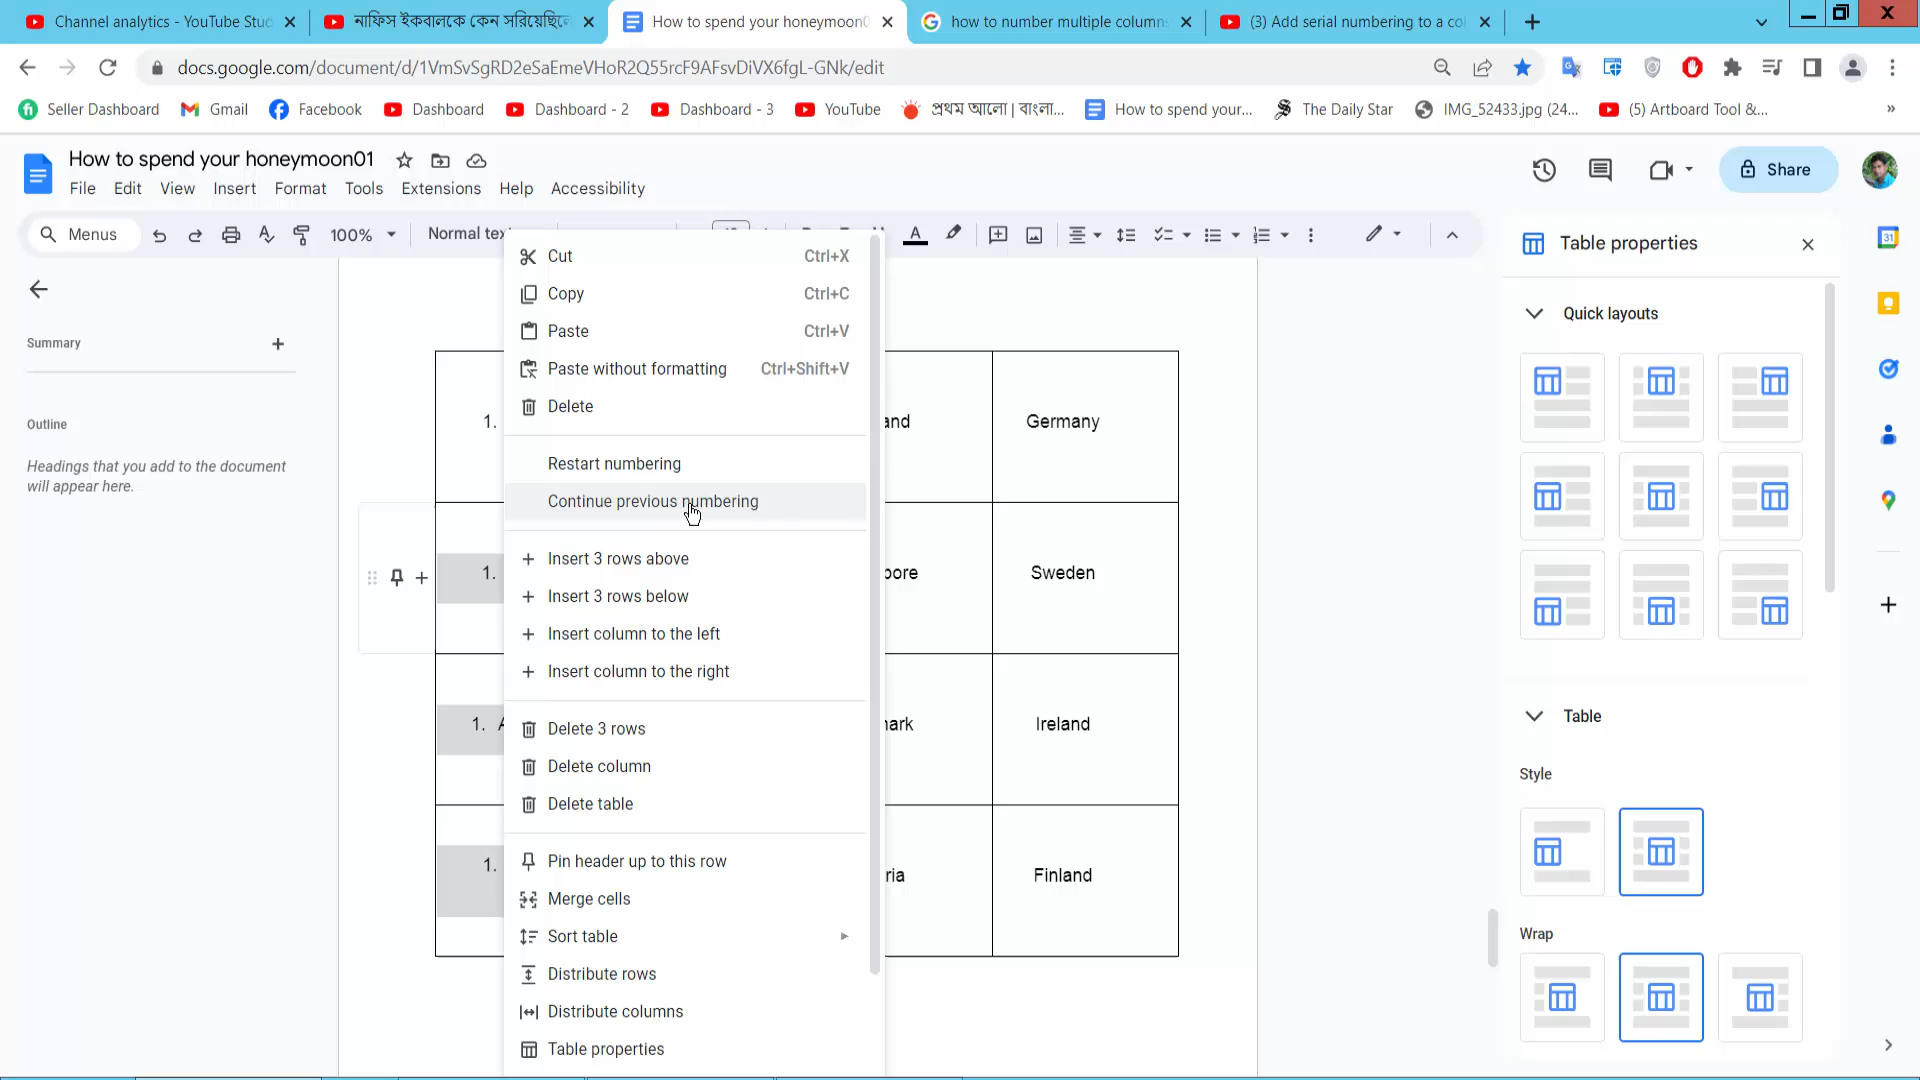 Channel analytics - YouTube Stud
নাফিস ইকবালকে কেন সরিয়েছিলে
How to spend your honeymoon0
how to number multiple columns
(3) Add serial numbering to a col
docs.google.com/document/d/1VmSvSgRD2eSaEmeVHoR2Q55rcF9AFsvDiVX6fgL-GNk/edit
Seller Dashboard
Gmail
Facebook
Dashboard
Dashboard - 2
Dashboard - 3
YouTube
প্রথম আলো | বাংলা...
How to spend your...
The Daily Star
IMG_52433.jpg (24...
(5) Artboard Tool &...
How to spend your honeymoon01
File Edit View Insert Format Tools Extensions Help Accessibility
Share
Menus
100%
Normal tex
Table properties
Summary
Outline
Headings that you add to the document
will appear here.
Cut Ctrl+X
Copy Ctrl+C
Paste Ctrl+V
Paste without formatting Ctrl+Shift+V
Delete
Restart numbering
Continue previous numbering
Insert 3 rows above
Insert 3 rows below
Insert column to the left
Insert column to the right
Delete 3 rows
Delete column
Delete table
Pin header up to this row
Merge cells
Sort table
Distribute rows
Distribute columns
Table properties
1. and Germany
1. pore Sweden
1. A nark Ireland
1. ria Finland
Quick layouts
Table
Style
Wrap